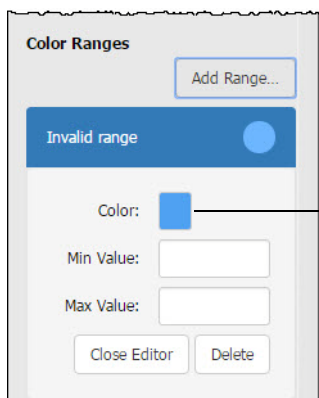 Color Ranges
Add Range...
Invalid range
Color:
Min Value:
Max Value:
Close Editor Delete